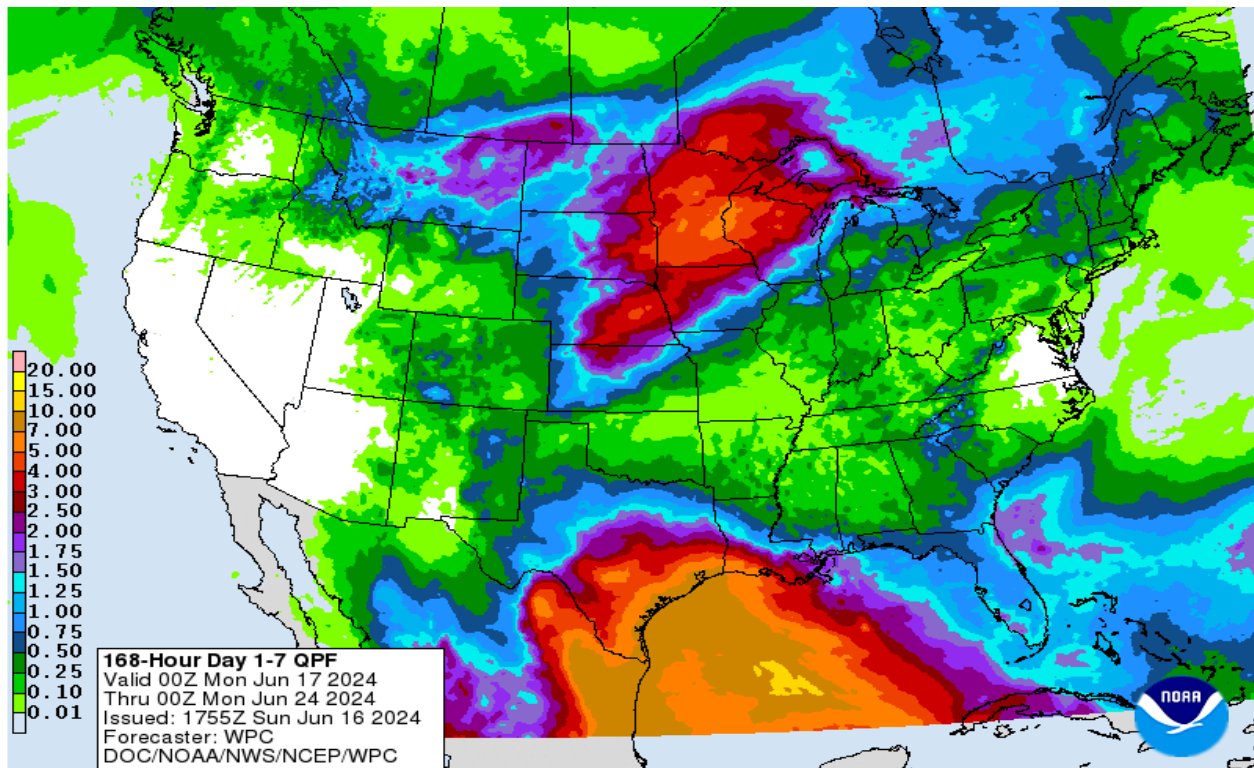 20.00
15.00
10.00
7.00
5.00
4.00
3.00
2.50
2.00
1.75
1.50
1.25
1.00
0.75
0.50
0.25
0.10
0.01
168-Hour Day 1-7 QPF
Valid 00Z Mon Jun 17 2024
Thru 00Z Mon Jun 24 2024
Issued: 1755Z Sun Jun 16 2024
Forecaster: WPC
DOC/NOAA/NWS/NCEP/WPC
NOAA